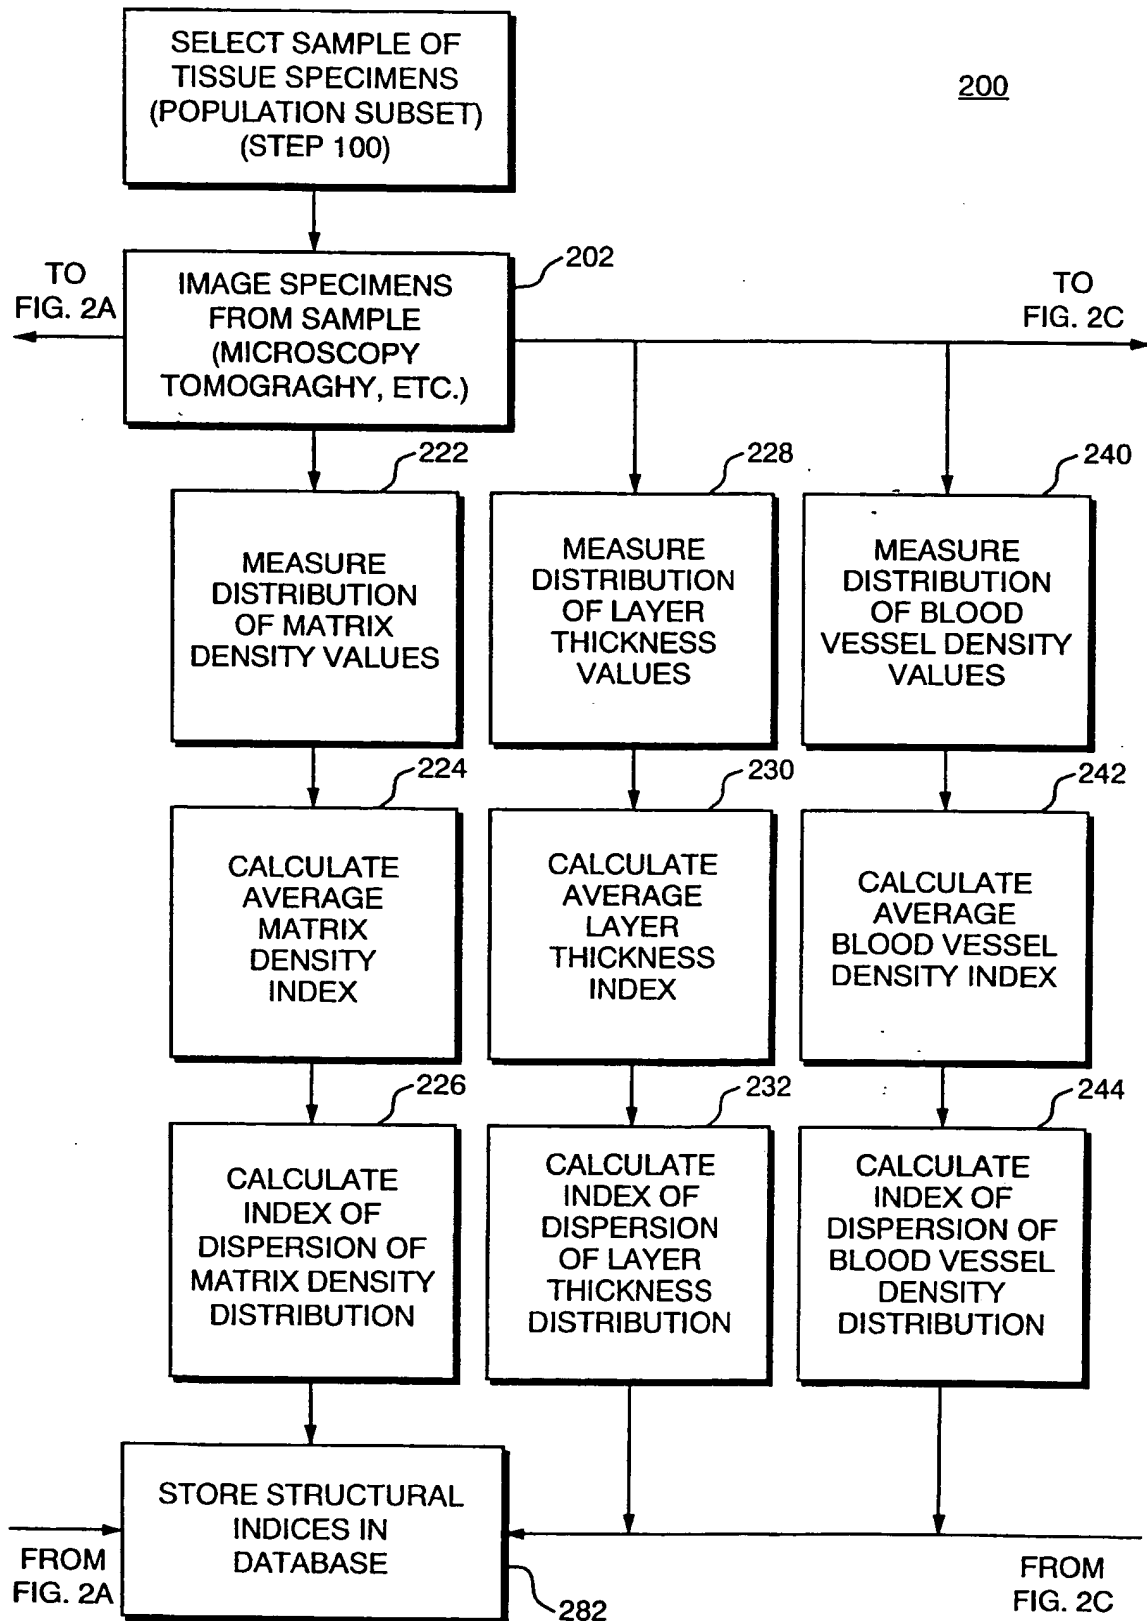 SELECT SAMPLE OF
TISSUE SPECIMENS
(POPULATION SUBSET)
(STEP 100)
200
TO
FIG. 2A
IMAGE SPECIMENS
FROM SAMPLE
(MICROSCOPY
TOMOGRAGHY, ETC.)
202
TO
FIG. 2C
222
MEASURE
DISTRIBUTION
OF MATRIX
DENSITY VALUES
228
MEASURE
DISTRIBUTION
OF LAYER
THICKNESS
VALUES
240
MEASURE
DISTRIBUTION
OF BLOOD
VESSEL DENSITY
VALUES
224
CALCULATE
AVERAGE
MATRIX
DENSITY
INDEX
230
CALCULATE
AVERAGE
LAYER
THICKNESS
INDEX
242
CALCULATE
AVERAGE
BLOOD VESSEL
DENSITY INDEX
226
CALCULATE
INDEX OF
DISPERSION OF
MATRIX DENSITY
DISTRIBUTION
232
CALCULATE
INDEX OF
DISPERSION
OF LAYER
THICKNESS
DISTRIBUTION
244
CALCULATE
INDEX OF
DISPERSION OF
BLOOD VESSEL
DENSITY
DISTRIBUTION
FROM
FIG. 2A
STORE STRUCTURAL
INDICES IN
DATABASE
282
FROM
FIG. 2C